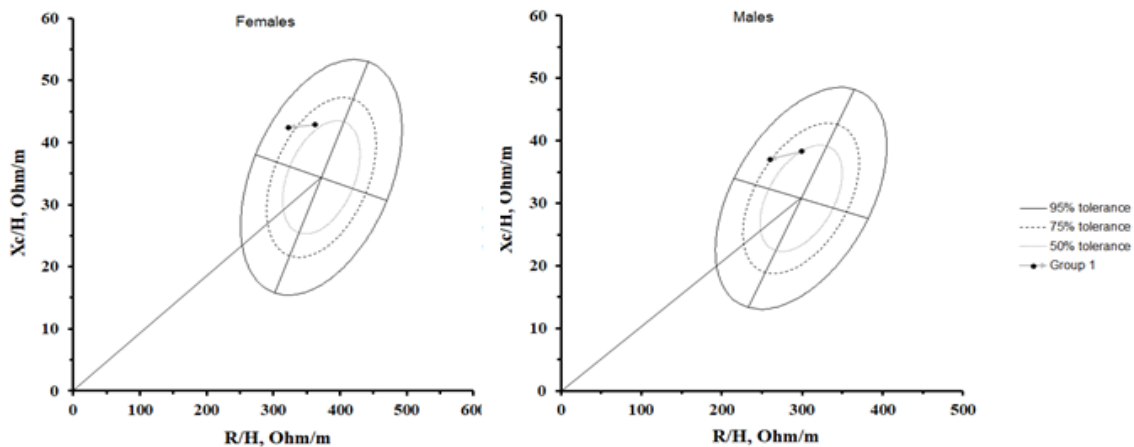 Females
60
50
40
30
20
10
0
Xc/H, Ohm/m
0 100 200 300 400 500 600
R/H, Ohm/m
Males
60
50
40
30
20
10
0
Xc/H, Ohm/m
0 100 200 300 400 500
R/H, Ohm/m
95% tolerance
75% tolerance
50% tolerance
Group 1